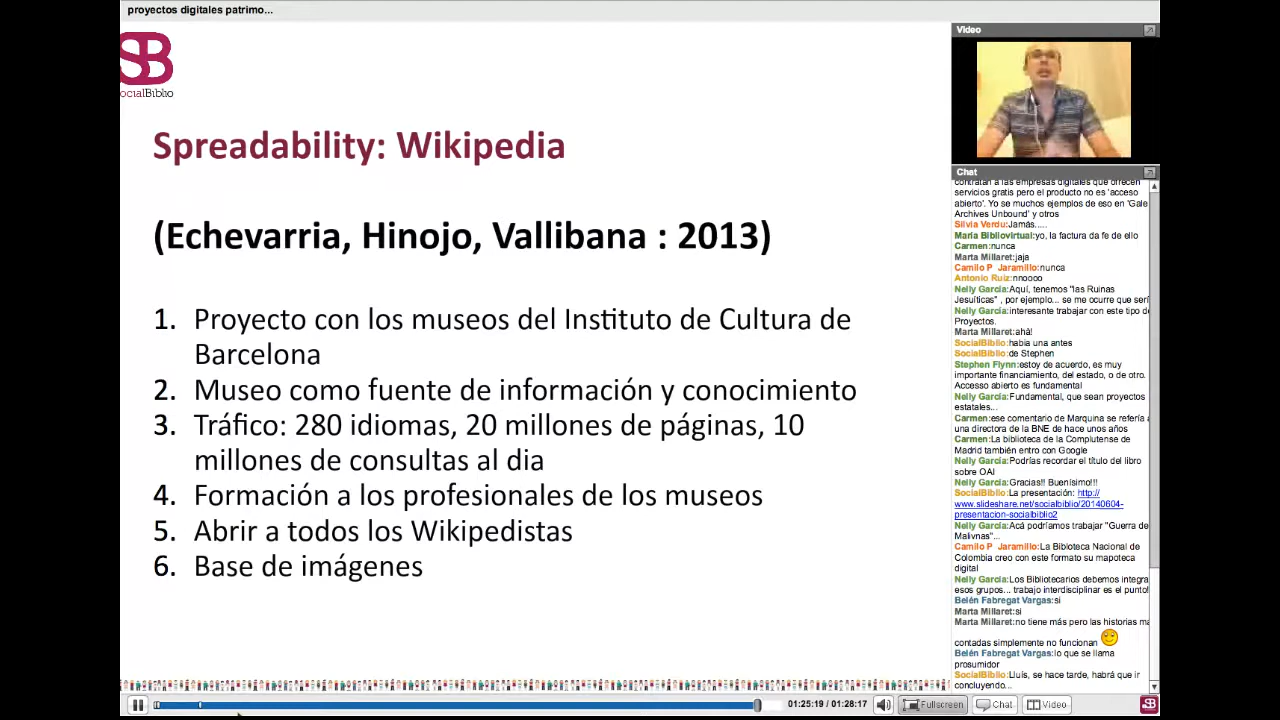 proyectos digitales patrimo...
SB
ocialBiblio
Spreadability: Wikipedia
(Echevarria, Hinojo, Vallibana : 2013)
1. Proyecto con los museos del Instituto de Cultura de
Barcelona
2. Museo como fuente de información y conocimiento
3. Tráfico: 280 idiomas, 20 millones de páginas, 10
millones de consultas al dia
4. Formación a los profesionales de los museos
5. Abrir a todos los Wikipedistas
6. Base de imágenes
Video
Chat
contratan a las empresas digitales que ofrecen
servicios gratis pero el producto no es 'acceso
abierto'. Yo se muchos ejemplos de eso en 'Gale
Archives Unbound' y otros
Silvia Verdu:Jamás.....
María Bibliovirtual:yo, la factura da fe de ello
Carmen:nunca
Marta Millaret:jaja
Camilo P Jaramillo:nunca
Antonio Ruiz:nnoooo
Nelly García:Aquí, tenemos "las Ruinas
Jesuíticas" , por ejemplo... se me ocurre que serí
Nelly García:interesante trabajar con este tipo de
Proyectos.
Marta Millaret:ahà!
SocialBiblio:habia una antes
SocialBiblio:de Stephen
Stephen Flynn:estoy de acuerdo, es muy
importante financiamiento, del estado, o de otro.
Accesso abierto es fundamental
Nelly García:Fundamental, que sean proyectos
estatales...
Carmen:ese comentario de Marquina se refería a
una directora de la BNE de hace unos años
Carmen:La biblioteca de la Complutense de
Madrid también entro con Google
Nelly García:Podrías recordar el título del libro
sobre OAI
Nelly García:Gracias!! Buenísimo!!!
SocialBiblio:La presentación: http://
www.slideshare.net/socialbiblio/20140604-
presentacion-socialbiblio2
Nelly García:Acá podríamos trabajar "Guerra de
Malivnas"...
Camilo P Jaramillo:La Bibloteca Nacional de
Colombia creo con este formato su mapoteca
digital
Nelly García:Los Bibliotecarios debemos integra
esos grupos... trabajo interdisciplinar es el punto!
Belén Fabregat Vargas:si
Marta Millaret:si
Marta Millaret:no tiene más pero las historias ma
contadas simplemente no funcionan
Belén Fabregat Vargas:lo que se llama
prosumidor
SocialBiblio:Lluís, se hace tarde, habrá que ir
concluyendo...
01:25:19 / 01:28:17
Fullscreen
Chat
Video
SB